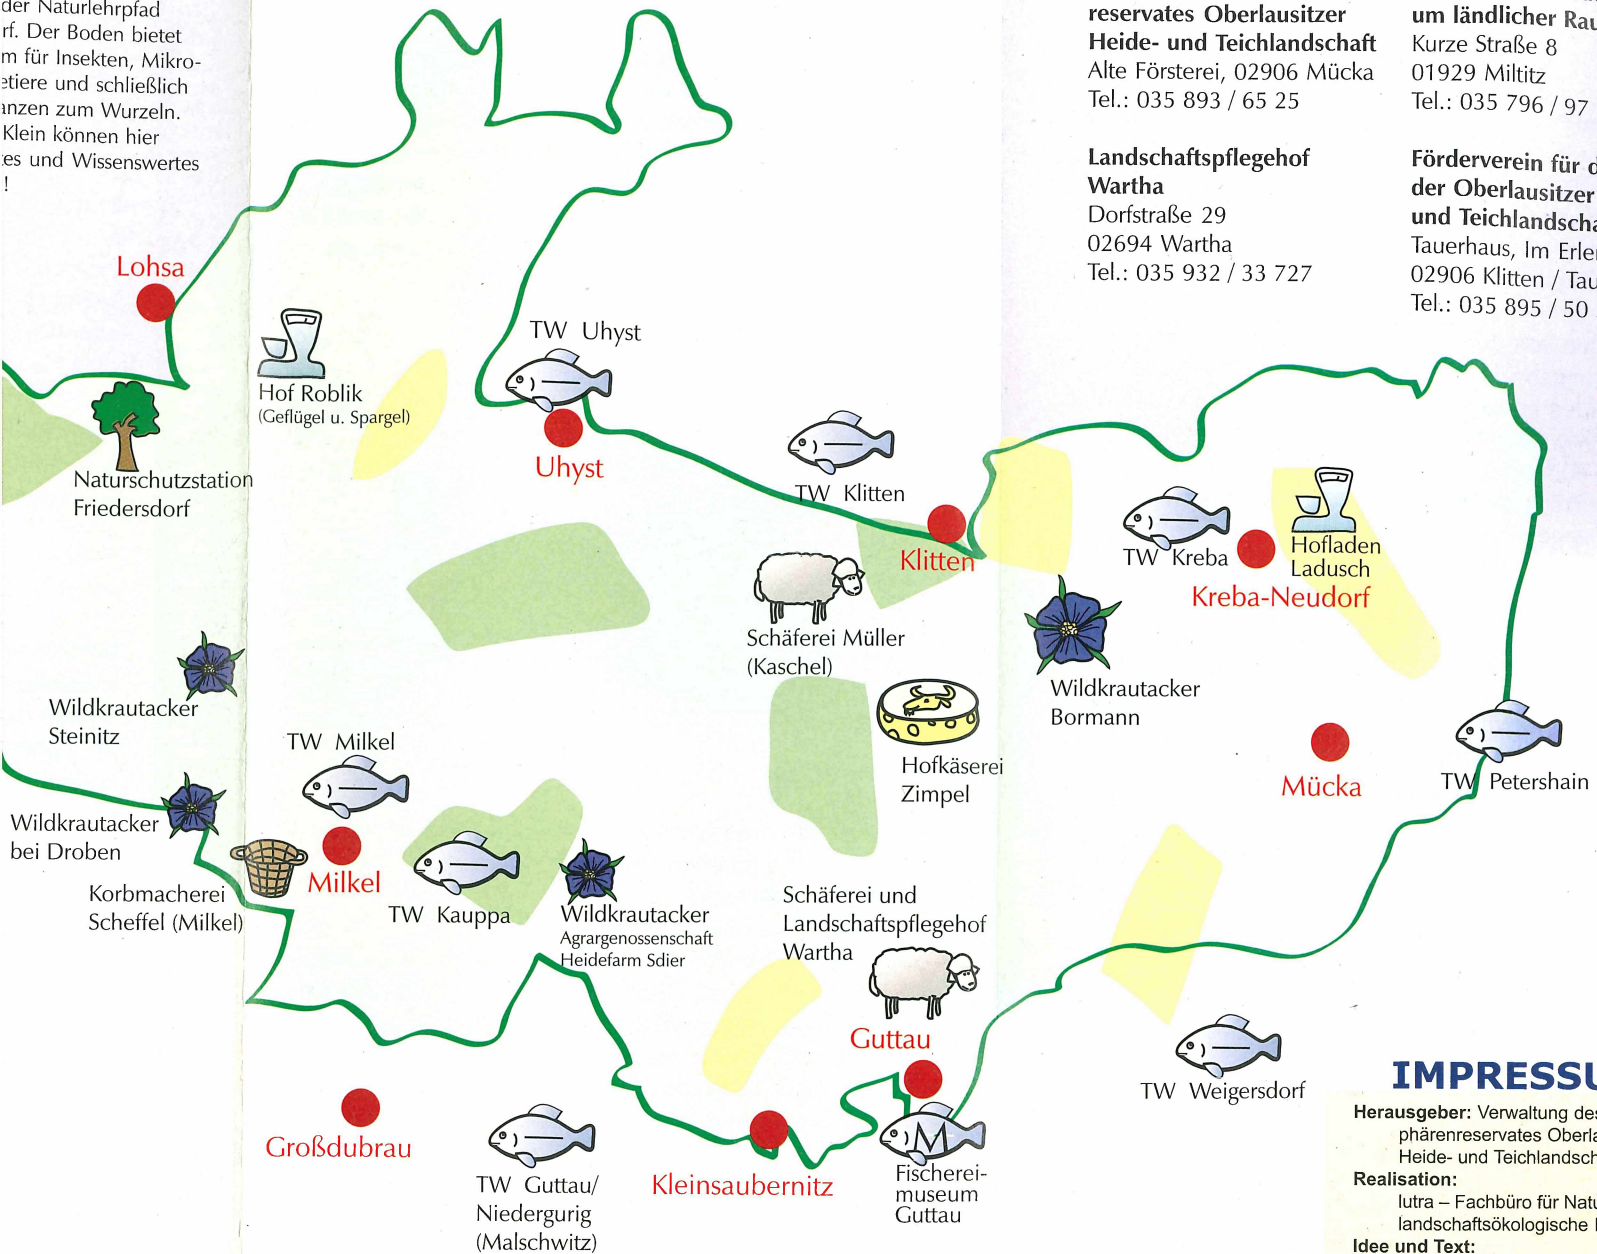 der Naturlehrpfad
rf. Der Boden bietet
m für Insekten, Mikro-
etiere und schließlich
anzen zum Wurzeln.
Klein können hier
es und Wissenswertes
!
reservates Oberlausitzer
Heide- und Teichlandschaft
Alte Försterei, 02906 Mücka
Tel.: 035 893 / 65 25
Landschaftspflegehof
Wartha
Dorfstraße 29
02694 Wartha
Tel.: 035 932 / 33 727
um ländlicher Rau
Kurze Straße 8
01929 Miltitz
Tel.: 035 796 / 97
Förderverein für d
der Oberlausitzer
und Teichlandscha
Tauerhaus, Im Erle
02906 Klitten / Tau
Tel.: 035 895 / 50
Lohsa
Hof Roblik
(Geflügel u. Spargel)
TW Uhyst
Uhyst
Naturschutzstation
Friedersdorf
TW Klitten
Klitten
TW Kreba
Hofladen
Ladusch
Kreba-Neudorf
Schäferei Müller
(Kaschel)
Wildkrautacker
Bormann
Wildkrautacker
Steinitz
TW Milkel
Hofkäserei
Zimpel
Mücka
TW Petershain
Wildkrautacker
bei Droben
Milkel
Korbmacherei
Scheffel (Milkel)
TW Kauppa
Wildkrautacker
Agrargenossenschaft
Heidefarm Sdier
Schäferei und
Landschaftspflegehof
Wartha
Guttau
TW Weigersdorf
Großdubrau
TW Guttau/
Niedergurig
(Malschwitz)
Kleinsaubernitz
M
Fischerei-
museum
Guttau
IMPRESSU
Herausgeber: Verwaltung des
phärenreservates Oberla
Heide- und Teichlandsch
Realisation:
lutra – Fachbüro für Natu
landschaftsökologische
Idee und Text: